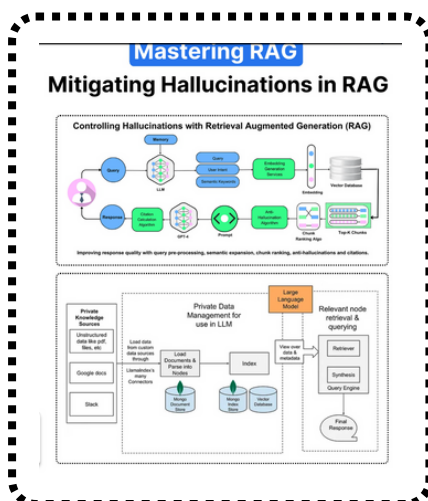 Mastering RAG
Mitigating Hallucinations in RAG
Controlling Hallucinations with Retrieval Augmented Generation (RAG)
Memory
Query
LLM
Query
User Intent
Semantic Keywords
Embedding
Generation
Services
Embedding
Vector Database
Response
Citation
Calculation
Algorithm
GPT-4
Prompt
Anti-
Hallucination
Algorithm
Chunk
Ranking Algo
Top-K Chunks
Improving response quality with query pre-processing, semantic expansion, chunk ranking, anti-hallucinations and citations.
Private
Knowledge
Sources
Unstructured
data like pdf,
files, etc
Google docs
Slack
Load data
from custom
data sources
through
LlamaIndex's
many
Connectors
Private Data
Management for
use in LLM
Load
Documents &
Parse into
Nodes
Index
Mongo
Document
Store
Mongo
Index
Store
Vector
Database
Large
Language
Model
View over
data &
metadata
Relevant node
retrieval &
querying
Retriever
Synthesis
Query Engine
Final
Response